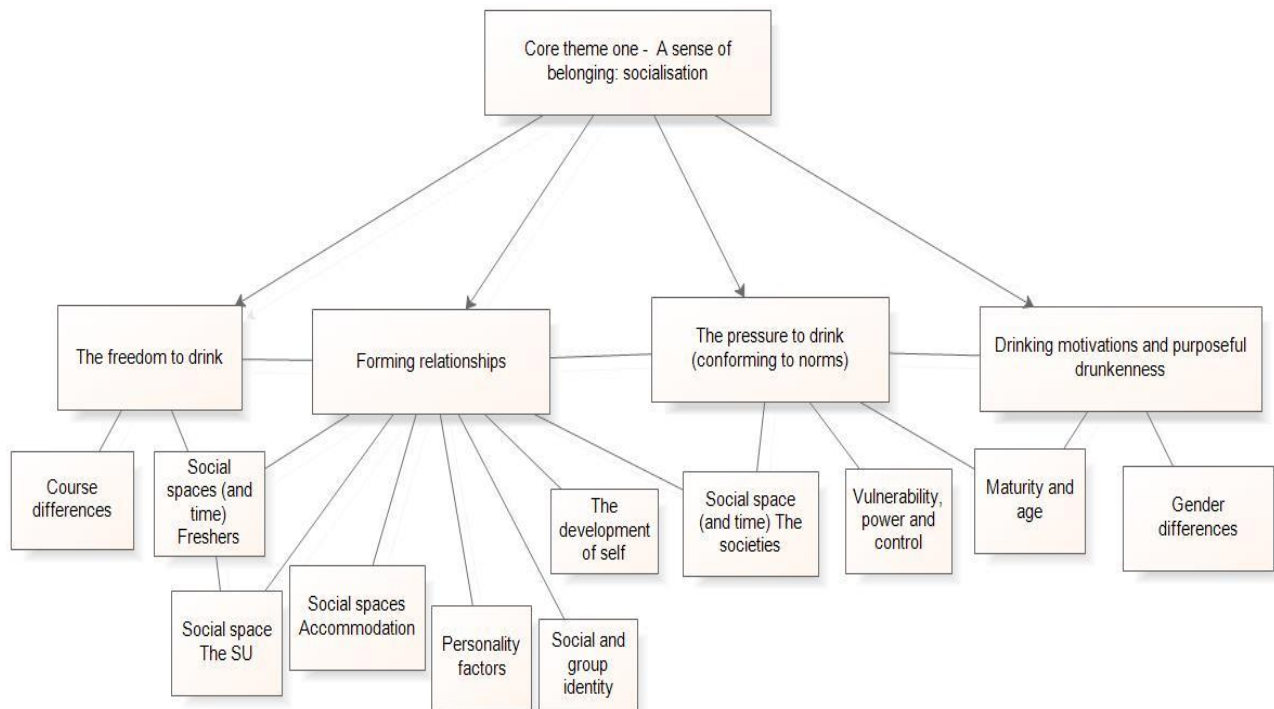 Core theme one - A sense of
belonging: socialisation
The freedom to drink
Forming relationships
The pressure to drink
(conforming to norms)
Drinking motivations and purposeful
drunkenness
Course
differences
Social
spaces (and
time)
Freshers
The
development
of self
Social space
(and time) The
societies
Vulnerability,
power and
control
Maturity and
age
Gender
differences
Social space
The SU
Social spaces
Accommodation
Personality
factors
Social and
group
identity